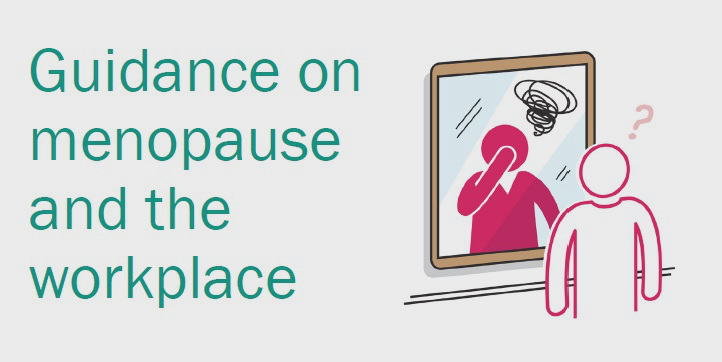 Guidance on
menopause
and the
workplace
?